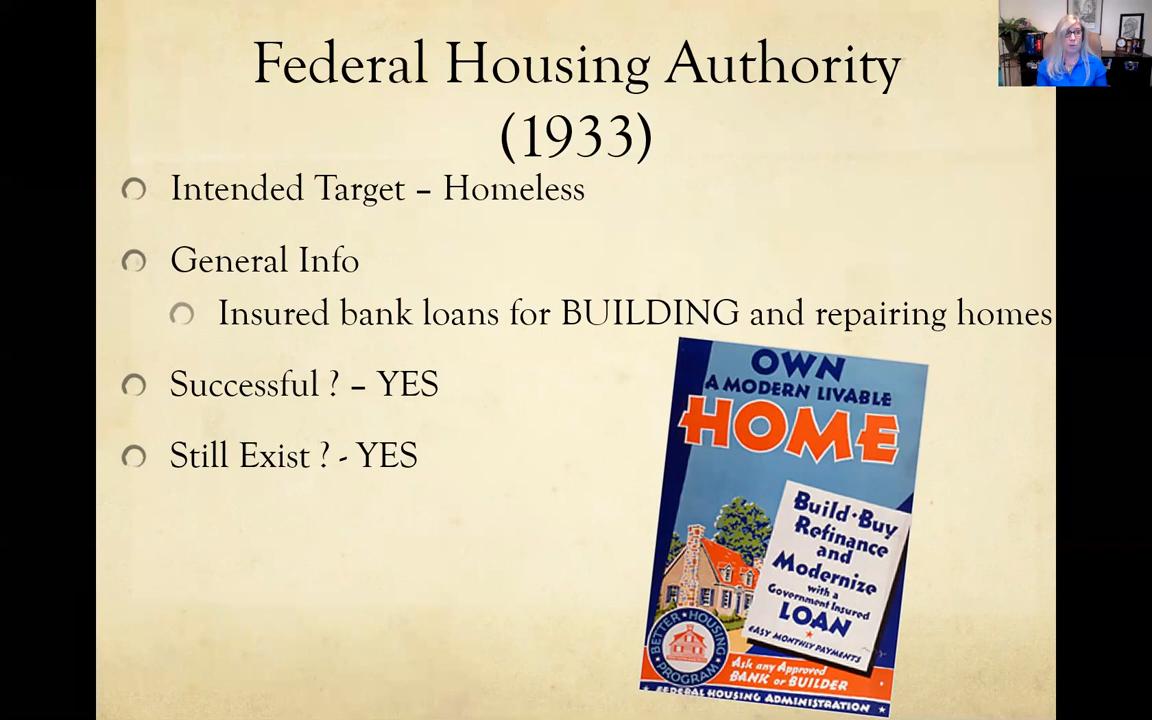 Federal Housing Authority
(1933)
Intended Target – Homeless
General Info
Insured bank loans for BUILDING and repairing homes
Successful ? – YES
Still Exist ? - YES
OWN
A MODERN LIVABLE
HOME
Build • Buy
Refinance
and
Modernize
with a
Government Insured
LOAN
EASY MONTHLY PAYMENTS
BETTER HOUSING PROGRAM
Ask any Approved
BANK or BUILDER
FEDERAL HOUSING ADMINISTRATION